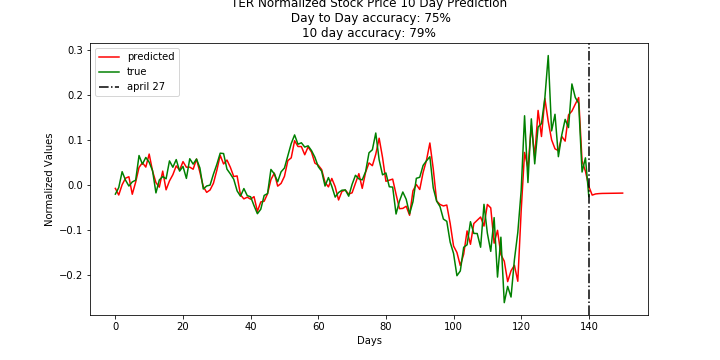 TER Normalized Stock Price 10 Day Prediction
Day to Day accuracy: 75%
10 day accuracy: 79%
predicted
true
april 27
Normalized Values
0.3
0.2
0.1
0.0
−0.1
−0.2
0
20
40
60
80
100
120
140
Days